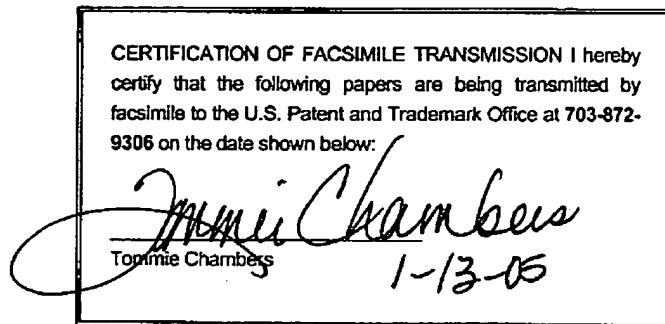 CERTIFICATION OF FACSIMILE TRANSMISSION I hereby
certify that the following papers are being transmitted by
facsimile to the U.S. Patent and Trademark Office at 703-872-
9306 on the date shown below:
Tommie Chambers
Tommie Chambers
1-13-05